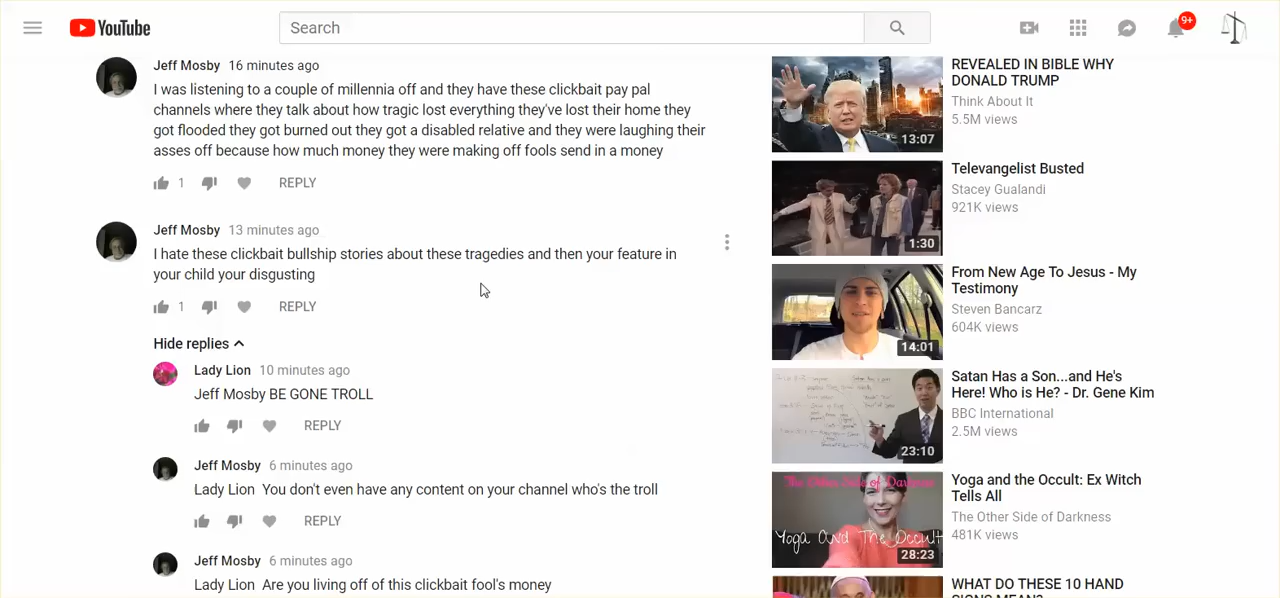 YouTube
Search
9+
Jeff Mosby 16 minutes ago
I was listening to a couple of millennia off and they have these clickbait pay pal
channels where they talk about how tragic lost everything they've lost their home they
got flooded they got burned out they got a disabled relative and they were laughing their
asses off because how much money they were making off fools send in a money
1
REPLY
Jeff Mosby 13 minutes ago
I hate these clickbait bullship stories about these tragedies and then your feature in
your child your disgusting
1
REPLY
Hide replies
Lady Lion 10 minutes ago
Jeff Mosby BE GONE TROLL
REPLY
Jeff Mosby 6 minutes ago
Lady Lion You don't even have any content on your channel who's the troll
REPLY
Jeff Mosby 6 minutes ago
Lady Lion Are you living off of this clickbait fool's money
13:07
REVEALED IN BIBLE WHY
DONALD TRUMP
Think About It
5.5M views
1:30
Televangelist Busted
Stacey Gualandi
921K views
14:01
From New Age To Jesus - My
Testimony
Steven Bancarz
604K views
23:10
Satan Has a Son...and He's
Here! Who is He? - Dr. Gene Kim
BBC International
2.5M views
The Other Side of Darkness
Yoga And The Occult
28:23
Yoga and the Occult: Ex Witch
Tells All
The Other Side of Darkness
481K views
WHAT DO THESE 10 HAND
SIGNS MEAN?